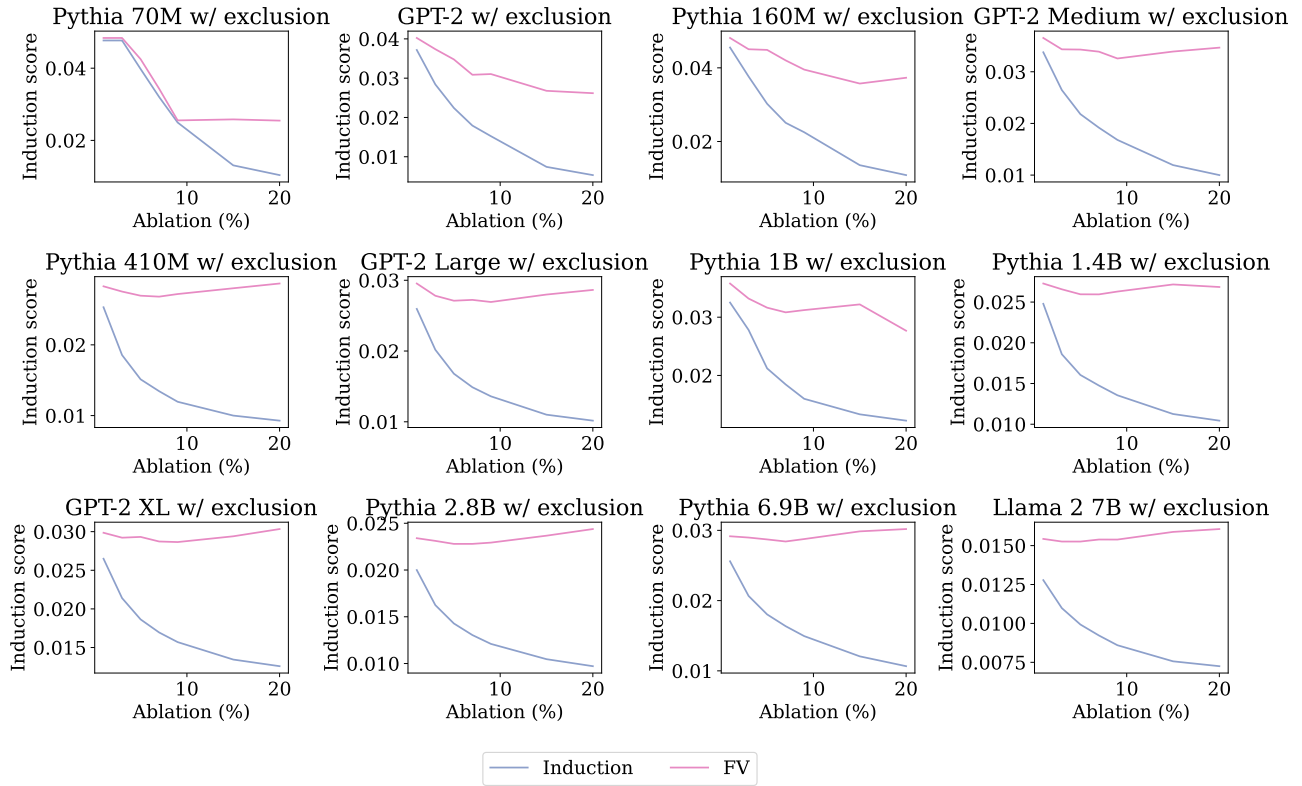 Pythia 70M w/ exclusion
GPT-2 w/ exclusion
Pythia 160M w/ exclusion
GPT-2 Medium w/ exclusion
Induction score
0.04
0.02
10
20
Ablation (%)
Induction score
0.04
0.03
0.02
0.01
10
20
Ablation (%)
Induction score
0.04
0.02
10
20
Ablation (%)
Induction score
0.03
0.02
0.01
10
20
Ablation (%)
Pythia 410M w/ exclusion
GPT-2 Large w/ exclusion
Pythia 1B w/ exclusion
Pythia 1.4B w/ exclusion
Induction score
0.02
0.01
10
20
Ablation (%)
Induction score
0.03
0.02
0.01
10
20
Ablation (%)
Induction score
0.03
0.02
10
20
Ablation (%)
Induction score
0.025
0.020
0.015
0.010
10
20
Ablation (%)
GPT-2 XL w/ exclusion
Pythia 2.8B w/ exclusion
Pythia 6.9B w/ exclusion
Llama 2 7B w/ exclusion
Induction score
0.030
0.025
0.020
0.015
10
20
Ablation (%)
Induction score
0.025
0.020
0.015
0.010
10
20
Ablation (%)
Induction score
0.03
0.02
0.01
10
20
Ablation (%)
Induction score
0.0150
0.0125
0.0100
0.0075
10
20
Ablation (%)
Induction
FV